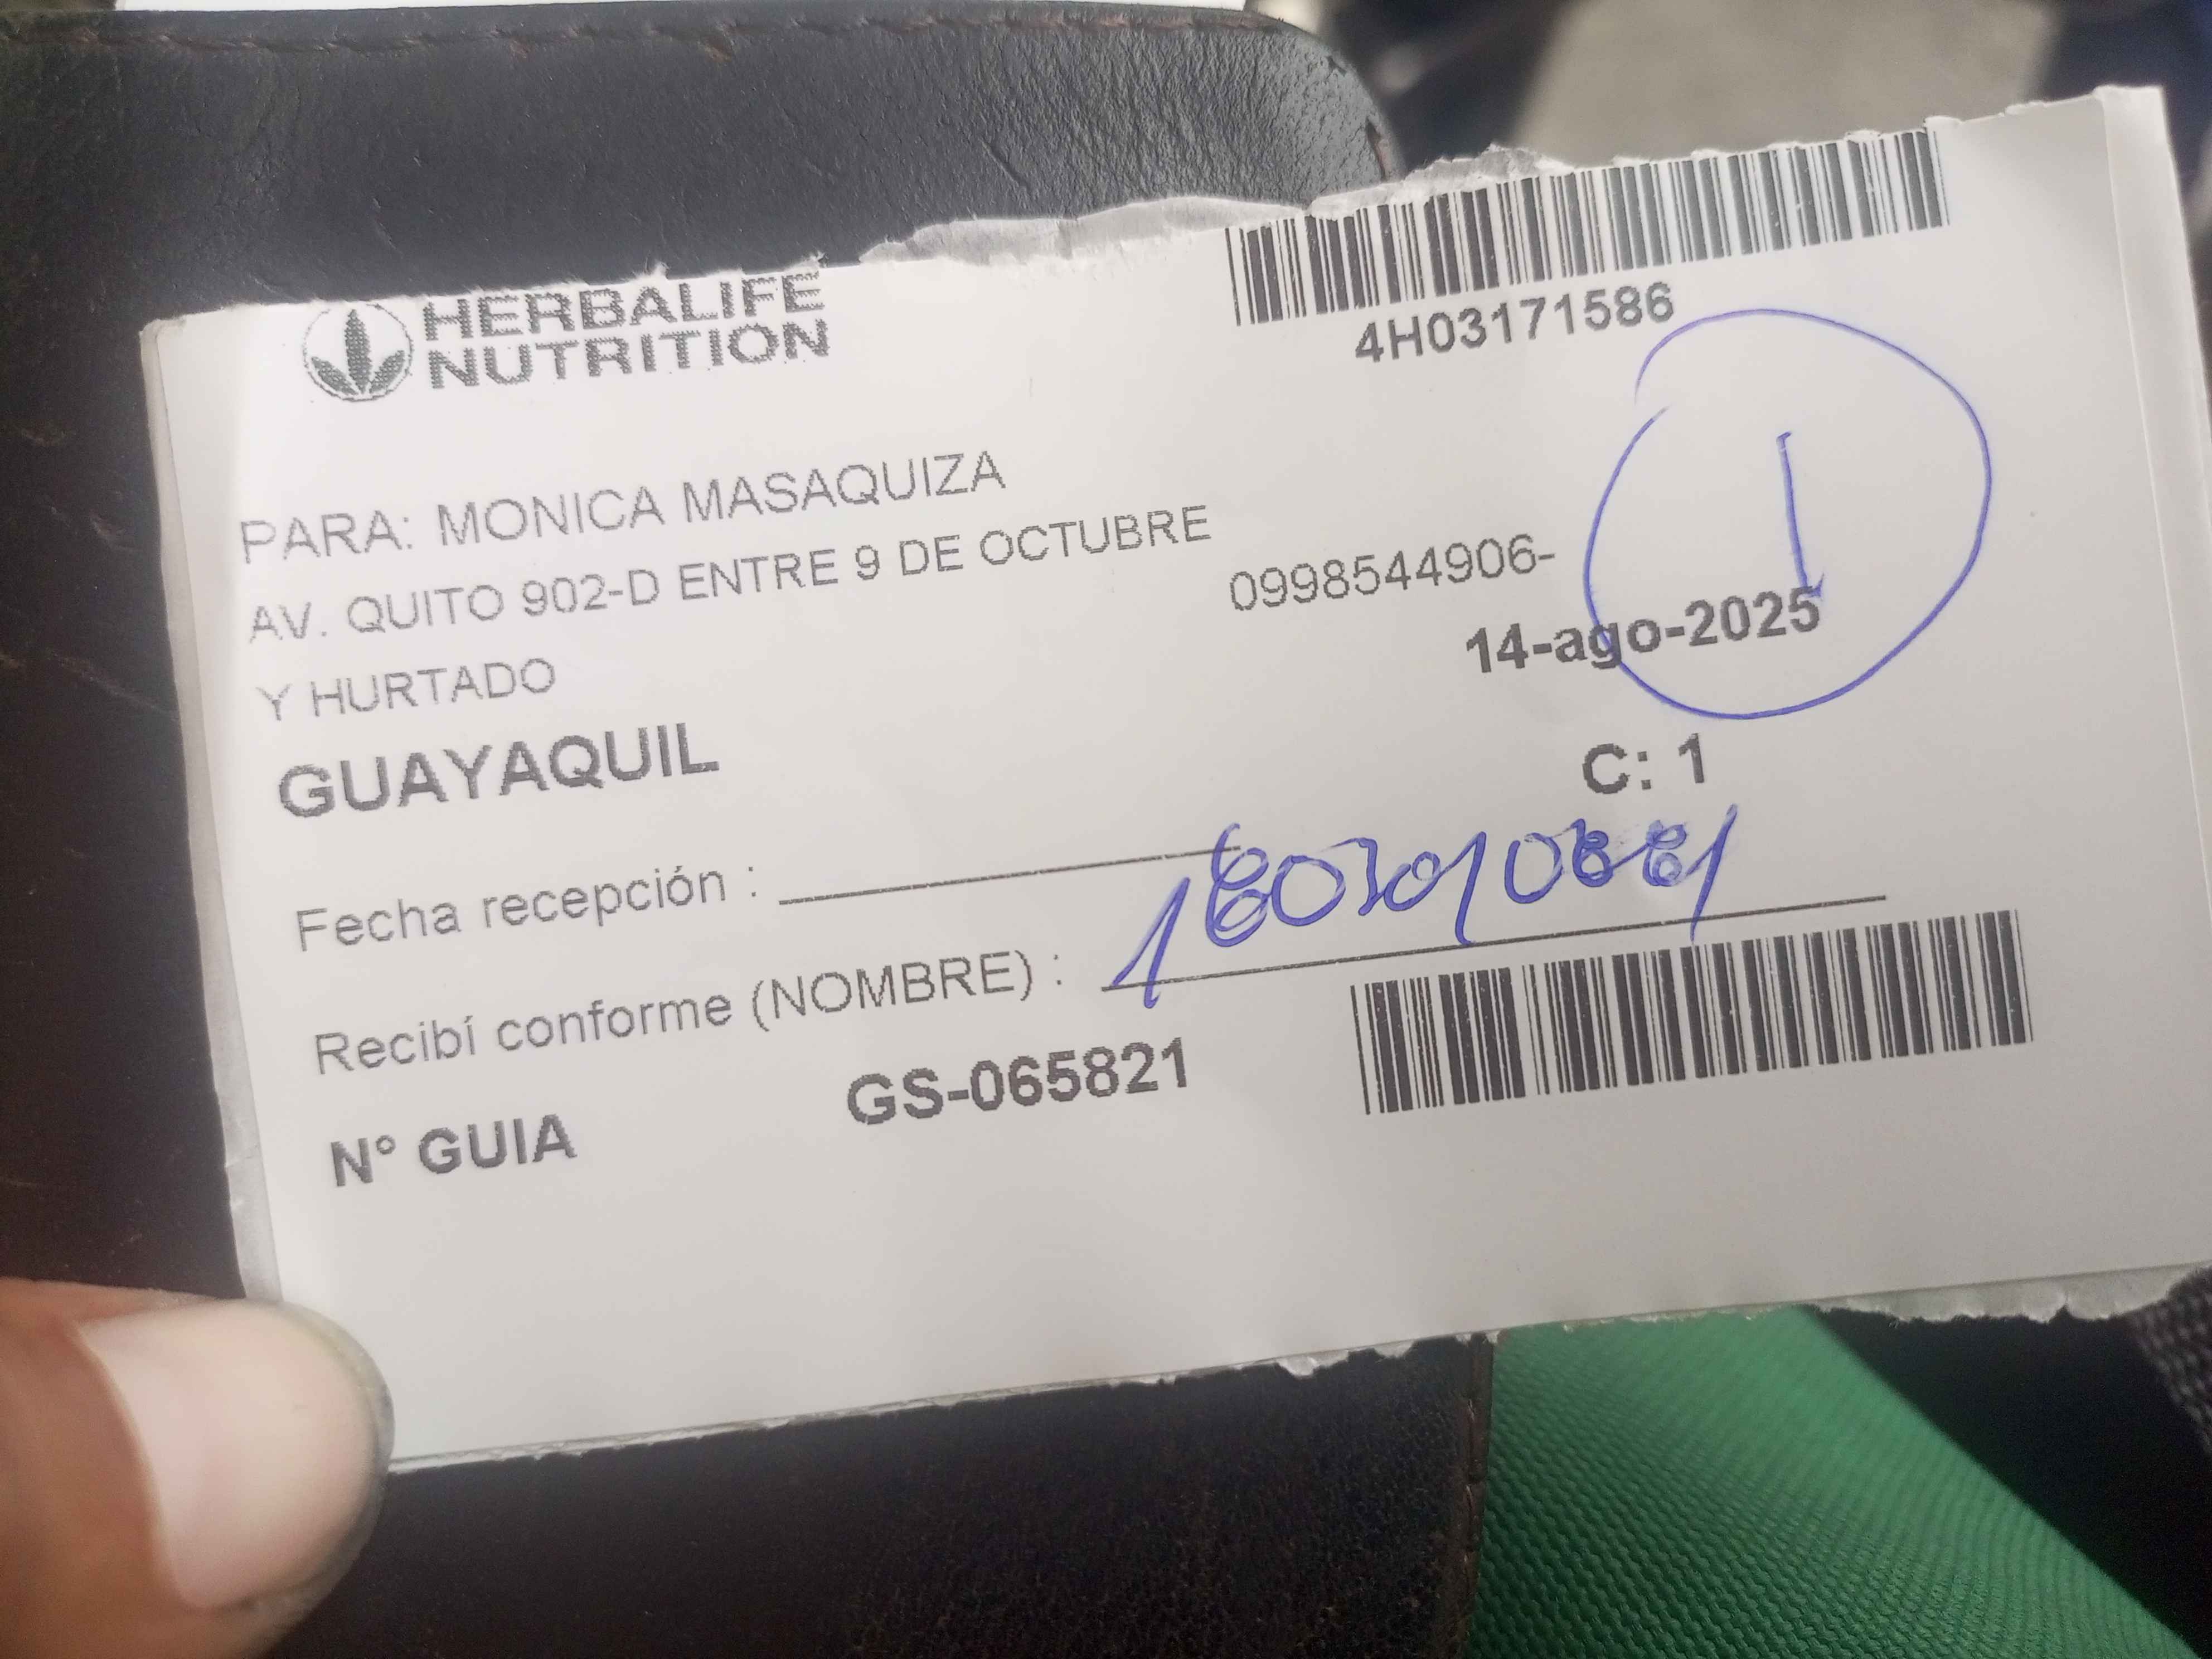 HERBALIFE
NUTRITION
4H03171586
PARA: MONICA MASAQUIZA
AV. QUITO 902-D ENTRE 9 DE OCTUBRE
Y HURTADO
0998544906-
1
14-ago-2025
GUAYAQUIL
C: 1
Fecha recepción :
Recibí conforme (NOMBRE) :
N° GUIA GS-065821